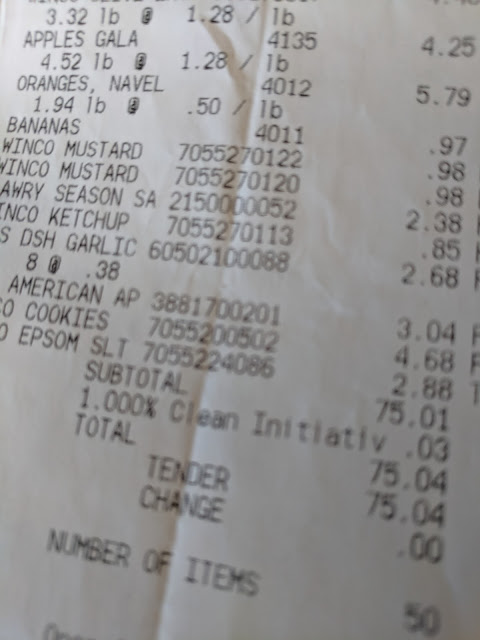 3.32 lb @ 1.28 / lb
APPLES GALA 4135 4.25
4.52 lb @ 1.28 / lb
ORANGES, NAVEL 4012 5.79
1.94 lb @ .50 / lb
BANANAS 4011 .97
WINCO MUSTARD 7055270122 .98
WINCO MUSTARD 7055270120 .98
AWRY SEASON SA 2150000052 2.38
INCO KETCHUP 7055270113 .85
S DSH GARLIC 60502100088 2.68
8 @ .38
AMERICAN AP 3881700201 3.04 F
CO COOKIES 7055200502 4.68 F
O EPSOM SLT 7055224086 2.88 T
SUBTOTAL 75.01
1.000% Clean Initiativ .03
TOTAL 75.04
TENDER 75.04
CHANGE .00
NUMBER OF ITEMS 50